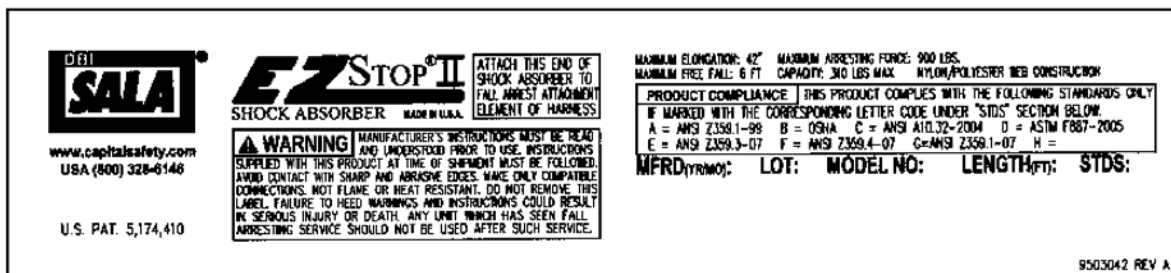 DBI
SALA
www.capitalsafety.com
USA (800) 328-6146
U.S. PAT. 5,174,410
EZ STOP® II
SHOCK ABSORBER MADE IN U.S.A.
ATTACH THIS END OF
SHOCK ABSORBER TO
FALL ARREST ATTACHMENT
ELEMENT OF HARNESS
WARNING
MANUFACTURER'S INSTRUCTIONS MUST BE READ
AND UNDERSTOOD PRIOR TO USE. INSTRUCTIONS
SUPPLIED WITH THIS PRODUCT AT TIME OF SHIPMENT MUST BE FOLLOWED.
AVOID CONTACT WITH SHARP AND ABRASIVE EDGES. MAKE ONLY COMPATIBLE
CONNECTIONS. NOT FLAME OR HEAT RESISTANT. DO NOT REMOVE THIS
LABEL. FAILURE TO HEED WARNINGS AND INSTRUCTIONS COULD RESULT
IN SERIOUS INJURY OR DEATH. ANY UNIT WHICH HAS SEEN FALL
ARRESTING SERVICE SHOULD NOT BE USED AFTER SUCH SERVICE.
MAXIMUM ELONGATION: 42" MAXIMUM ARRESTING FORCE: 900 LBS.
MAXIMUM FREE FALL: 6 FT CAPACITY: 310 LBS MAX NYLON/POLYESTER WEB CONSTRUCTION
PRODUCT COMPLIANCE THIS PRODUCT COMPLIES WITH THE FOLLOWING STANDARDS ONLY
IF MARKED WITH THE CORRESPONDING LETTER CODE UNDER "STDS" SECTION BELOW.
A = ANSI Z359.1-99 B = OSHA C = ANSI A10.32-2004 D = ASTM F887-2005
E = ANSI Z359.3-07 F = ANSI Z359.4-07 G=ANSI Z359.1-07 H =
MFRD(YR/MO): LOT: MODEL NO: LENGTH(FT): STDS:
9503042 REV A